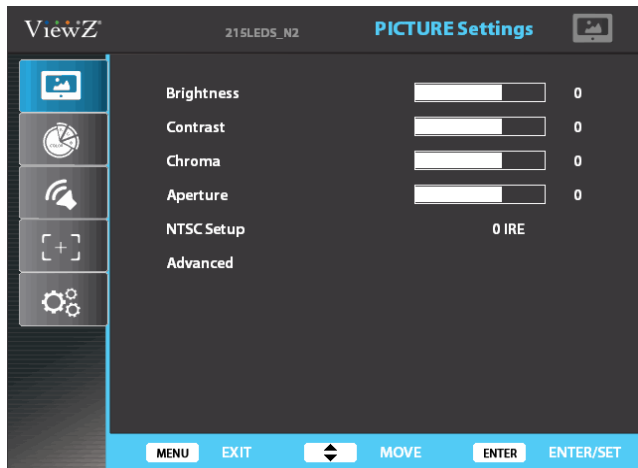 ViewZ 215LEDS_N2 PICTURE Settings
Brightness 0
Contrast 0
Chroma 0
Aperture 0
NTSC Setup 0 IRE
Advanced
MENU EXIT MOVE ENTER ENTER/SET